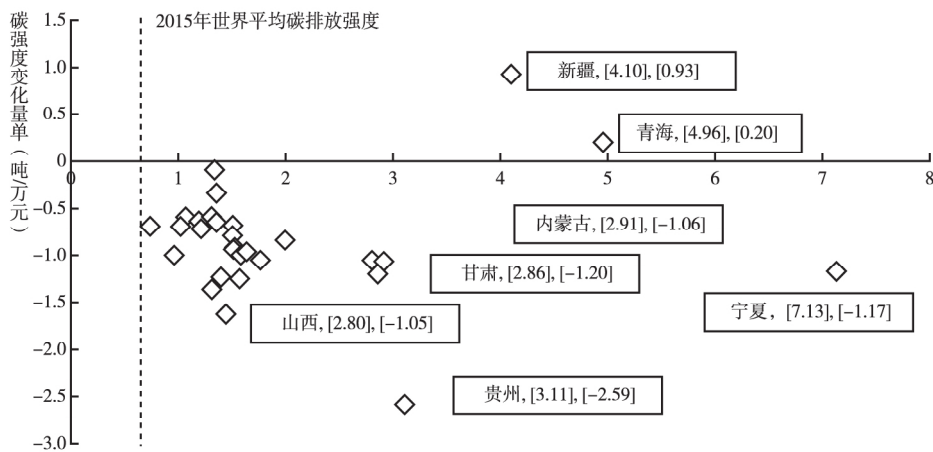 碳强度变化量单（吨/万元）
2015年世界平均碳排放强度
1.5
1.0
0.5
0
−0.5
−1.0
−1.5
−2.0
−2.5
−3.0
0 1 2 3 4 5 6 7 8
新疆, [4.10], [0.93]
青海, [4.96], [0.20]
内蒙古, [2.91], [−1.06]
甘肃, [2.86], [−1.20]
宁夏, [7.13], [−1.17]
山西, [2.80], [−1.05]
贵州, [3.11], [−2.59]